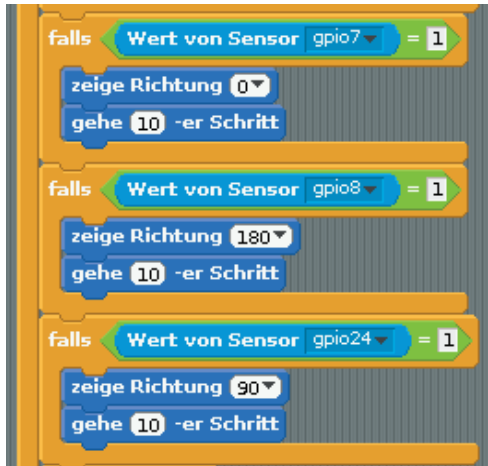 falls Wert von Sensor gpio7 = 1
zeige Richtung 0
gehe 10 -er Schritt
falls Wert von Sensor gpio8 = 1
zeige Richtung 180
gehe 10 -er Schritt
falls Wert von Sensor gpio24 = 1
zeige Richtung 90
gehe 10 -er Schritt